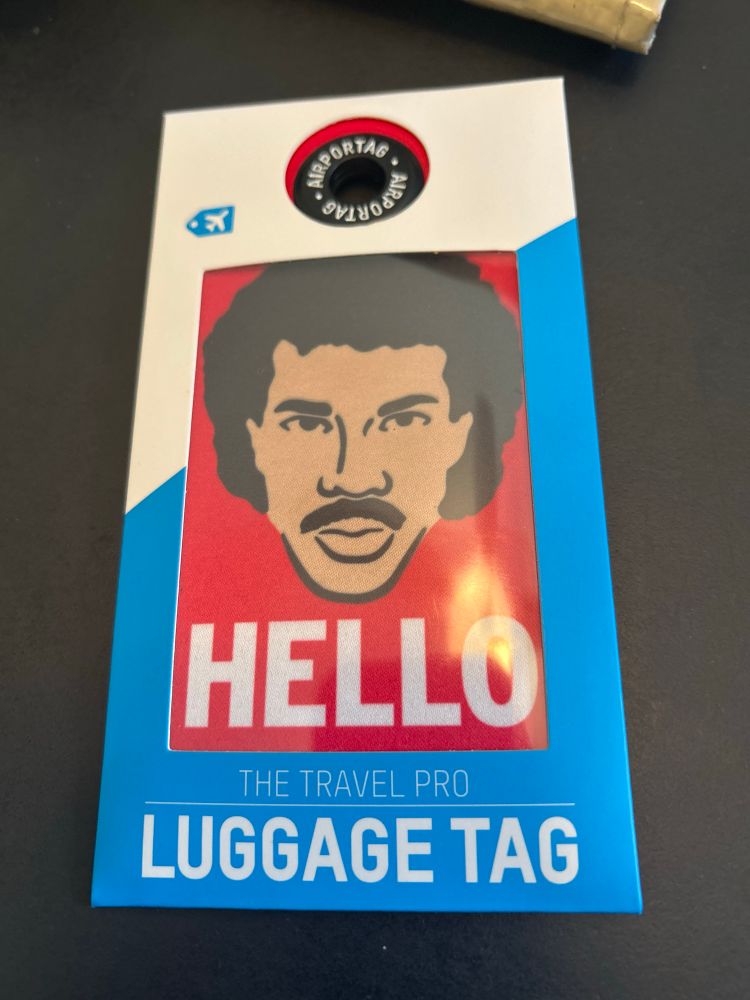 AIRPORTAG • AIRPORTAG •
HELLO
THE TRAVEL PRO
LUGGAGE TAG